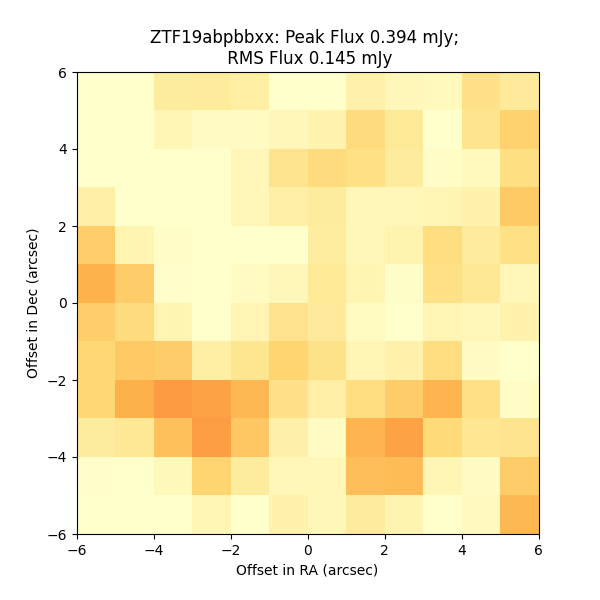 ZTF19abpbbxx: Peak Flux 0.394 mJy;
RMS Flux 0.145 mJy
6
4
2
0
−2
−4
−6
Offset in Dec (arcsec)
−6 −4 −2 0 2 4 6
Offset in RA (arcsec)